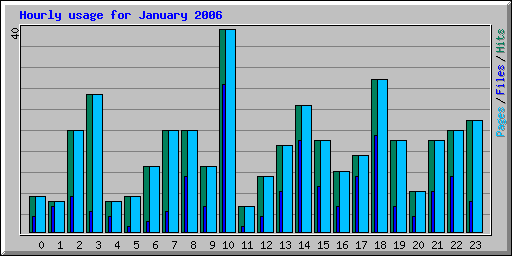 Hourly usage for January 2006
40
Pages / Files / Hits
0 1 2 3 4 5 6 7 8 9 10 11 12 13 14 15 16 17 18 19 20 21 22 23